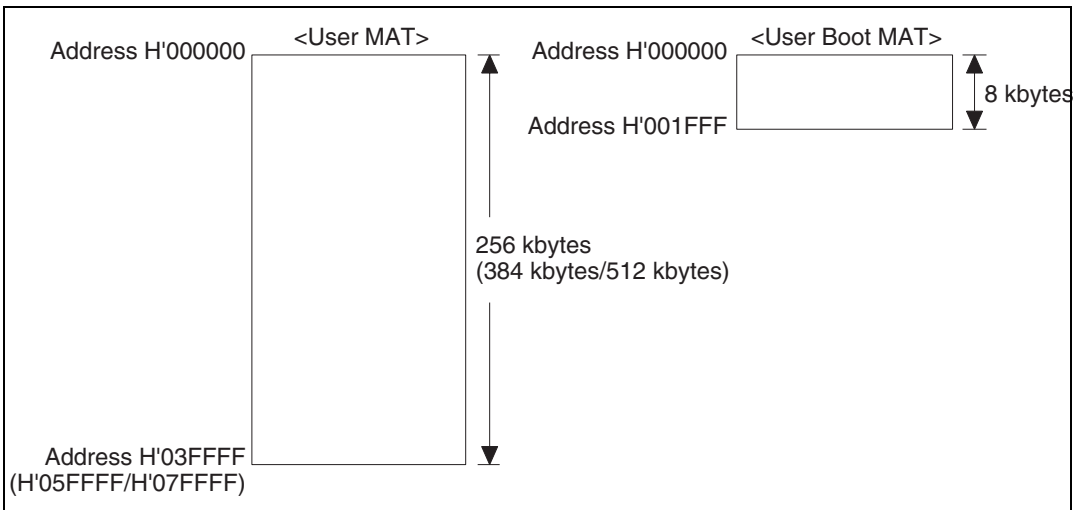 <User MAT>
Address H'000000
256 kbytes
(384 kbytes/512 kbytes)
Address H'03FFFF
(H'05FFFF/H'07FFFF)
<User Boot MAT>
Address H'000000
8 kbytes
Address H'001FFF